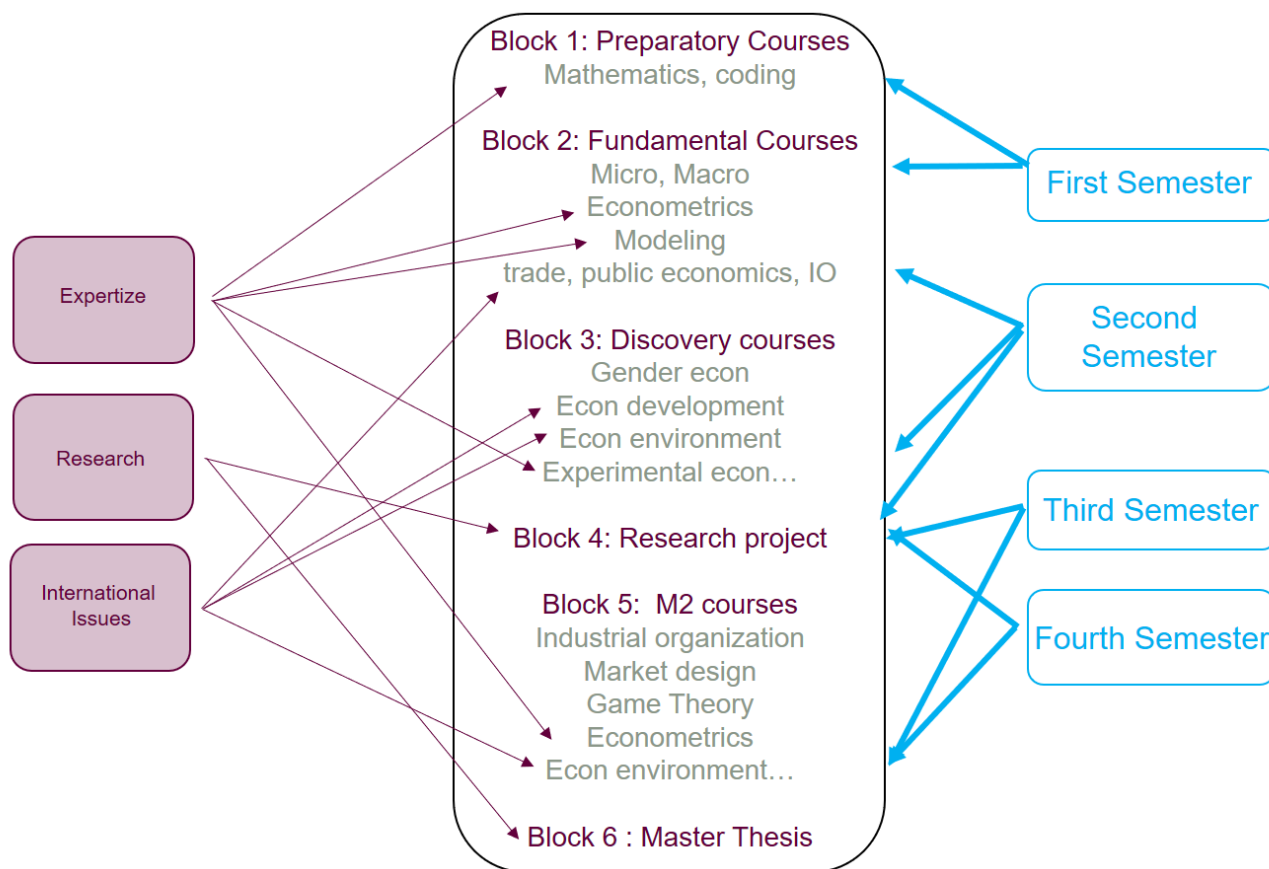 Block 1: Preparatory Courses
Mathematics, coding
Block 2: Fundamental Courses
Micro, Macro
Econometrics
Modeling
trade, public economics, IO
Block 3: Discovery courses
Gender econ
Econ development
Econ environment
Experimental econ…
Block 4: Research project
Block 5:  M2 courses
Industrial organization
Market design
Game Theory
Econometrics
Econ environment…
Block 6 : Master Thesis
Expertize
Research
International
Issues
First Semester
Second
Semester
Third Semester
Fourth Semester